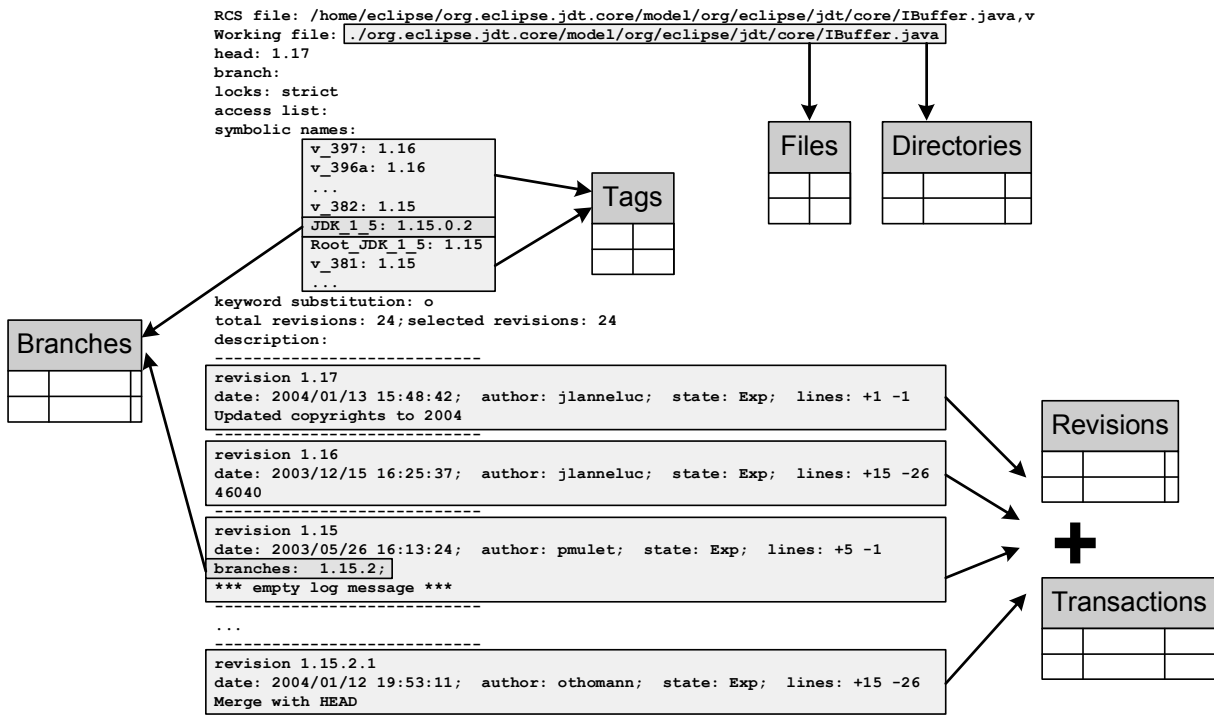 RCS file: /home/eclipse/org.eclipse.jdt.core/model/org/eclipse/jdt/core/IBuffer.java,v
Working file: ./org.eclipse.jdt.core/model/org/eclipse/jdt/core/IBuffer.java
head: 1.17
branch:
locks: strict
access list:
symbolic names:
v_397: 1.16
v_396a: 1.16
...
v_382: 1.15
JDK_1_5: 1.15.0.2
Root_JDK_1_5: 1.15
v_381: 1.15
...
Files
Directories
Tags
keyword substitution: o
total revisions: 24;selected revisions: 24
description:
----------------------------
Branches
revision 1.17
date: 2004/01/13 15:48:42;  author: jlanneluc;  state: Exp;  lines: +1 -1
Updated copyrights to 2004
----------------------------
revision 1.16
date: 2003/12/15 16:25:37;  author: jlanneluc;  state: Exp;  lines: +15 -26
46040
----------------------------
revision 1.15
date: 2003/05/26 16:13:24;  author: pmulet;  state: Exp;  lines: +5 -1
branches:  1.15.2;
*** empty log message ***
----------------------------
...
----------------------------
revision 1.15.2.1
date: 2004/01/12 19:53:11;  author: othomann;  state: Exp;  lines: +15 -26
Merge with HEAD
Revisions
+
Transactions